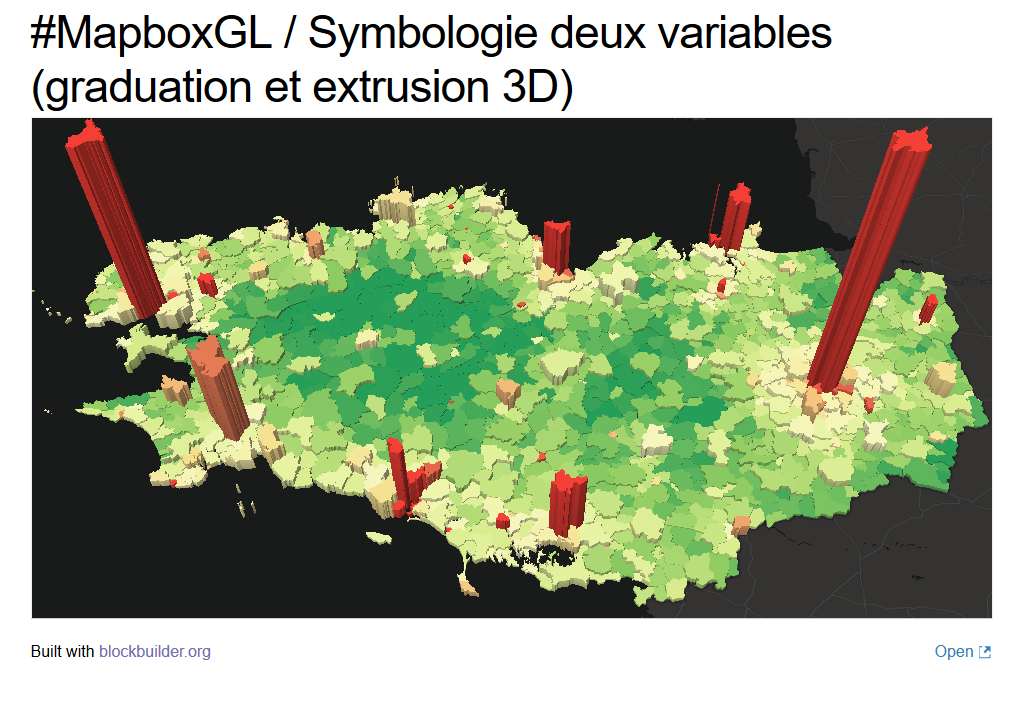 #MapboxGL / Symbologie deux variables
(graduation et extrusion 3D)
Built with blockbuilder.org
Open